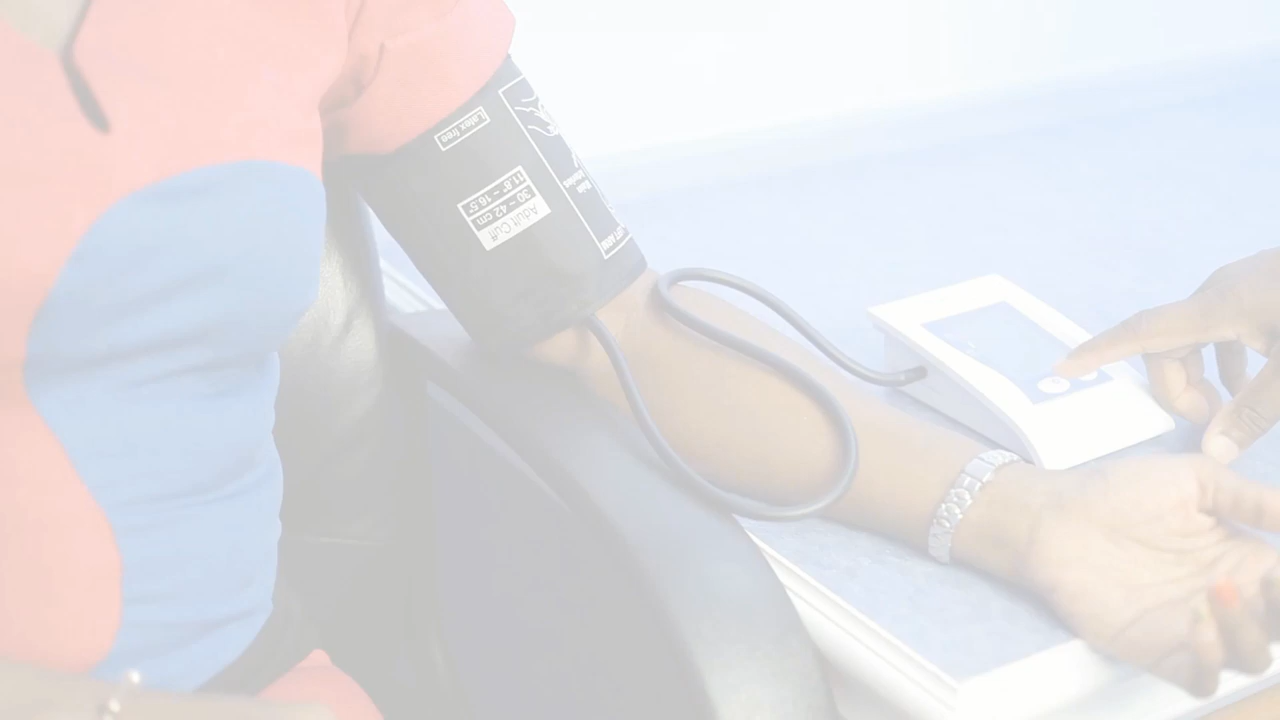 Latex free
Adult Cuff
30 – 42 cm
11.8" – 16.5"